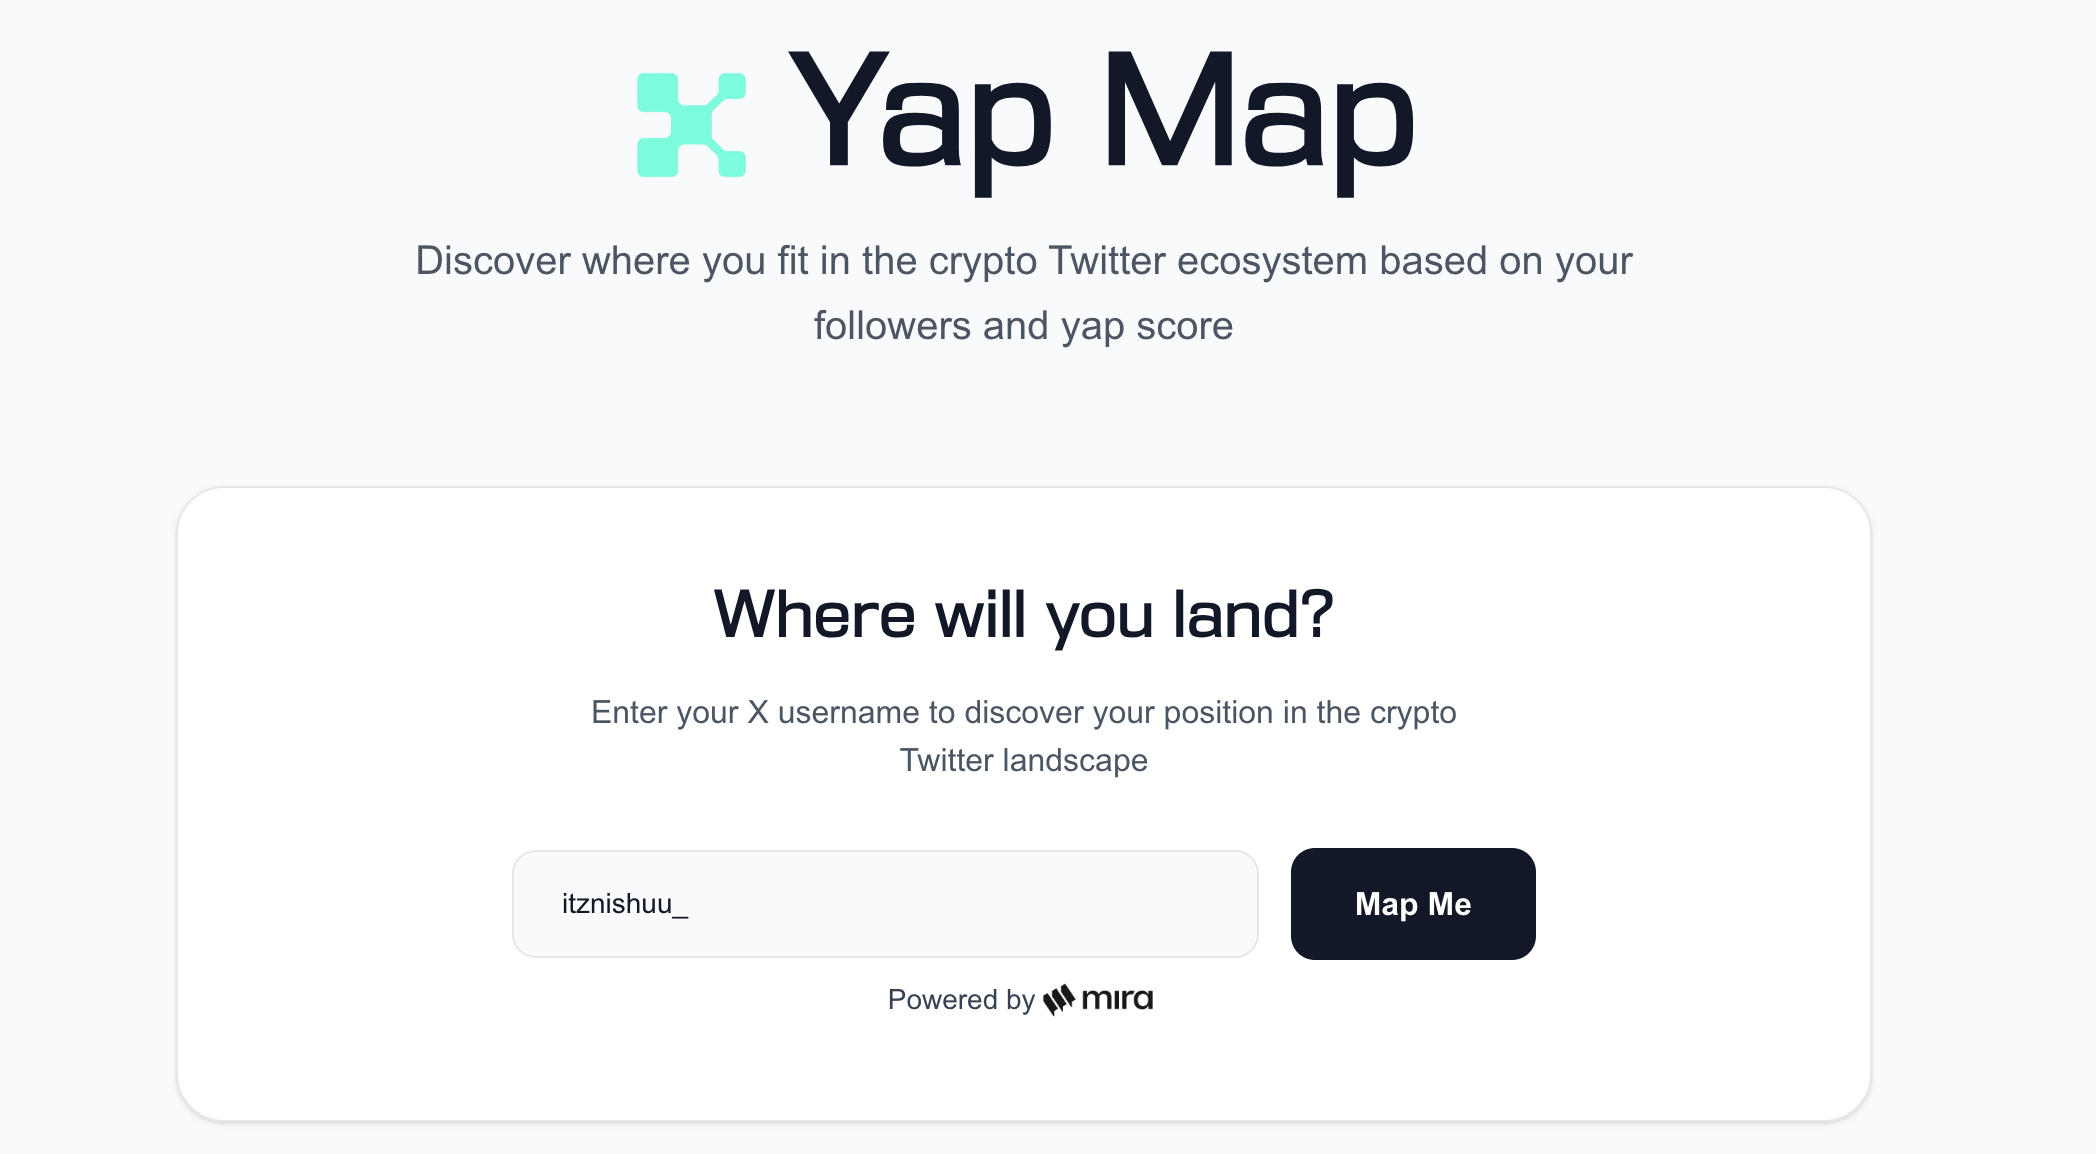 Yap Map
Discover where you fit in the crypto Twitter ecosystem based on your
followers and yap score
Where will you land?
Enter your X username to discover your position in the crypto
Twitter landscape
itznishuu_
Map Me
Powered by mira